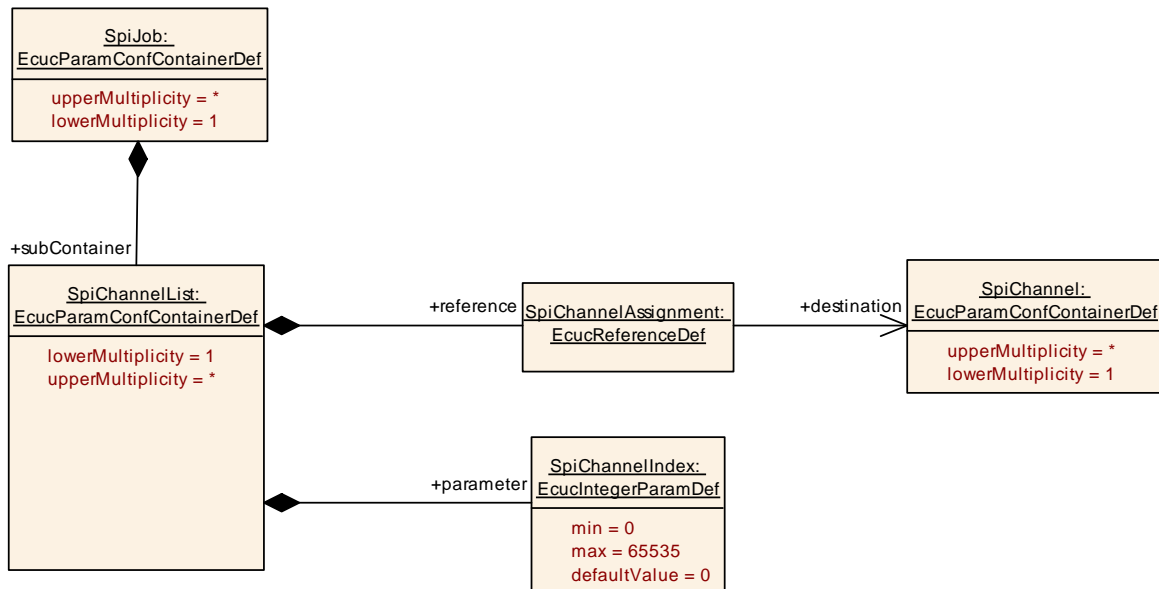 SpiJob:
EcucParamConfContainerDef
upperMultiplicity = *
lowerMultiplicity = 1
+subContainer
SpiChannelList:
EcucParamConfContainerDef
lowerMultiplicity = 1
upperMultiplicity = *
+reference
SpiChannelAssignment:
EcucReferenceDef
+destination
SpiChannel:
EcucParamConfContainerDef
upperMultiplicity = *
lowerMultiplicity = 1
+parameter
SpiChannelIndex:
EcucIntegerParamDef
min = 0
max = 65535
defaultValue = 0